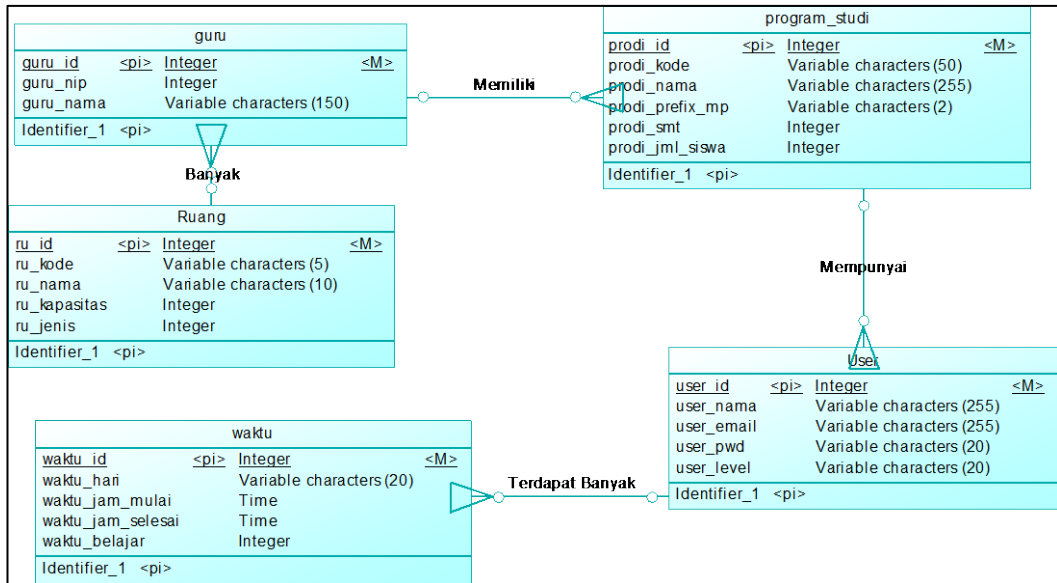 guru
guru_id <pi> Integer <M>
guru_nip Integer
guru_nama Variable characters (150)
Identifier_1 <pi>
Memiliki
program_studi
prodi_id <pi> Integer <M>
prodi_kode Variable characters (50)
prodi_nama Variable characters (255)
prodi_prefix_mp Variable characters (2)
prodi_smt Integer
prodi_jml_siswa Integer
Identifier_1 <pi>
Banyak
Ruang
ru_id <pi> Integer <M>
ru_kode Variable characters (5)
ru_nama Variable characters (10)
ru_kapasitas Integer
ru_jenis Integer
Identifier_1 <pi>
Mempunyai
User
user_id <pi> Integer <M>
user_nama Variable characters (255)
user_email Variable characters (255)
user_pwd Variable characters (20)
user_level Variable characters (20)
Identifier_1 <pi>
Terdapat Banyak
waktu
waktu_id <pi> Integer <M>
waktu_hari Variable characters (20)
waktu_jam_mulai Time
waktu_jam_selesai Time
waktu_belajar Integer
Identifier_1 <pi>